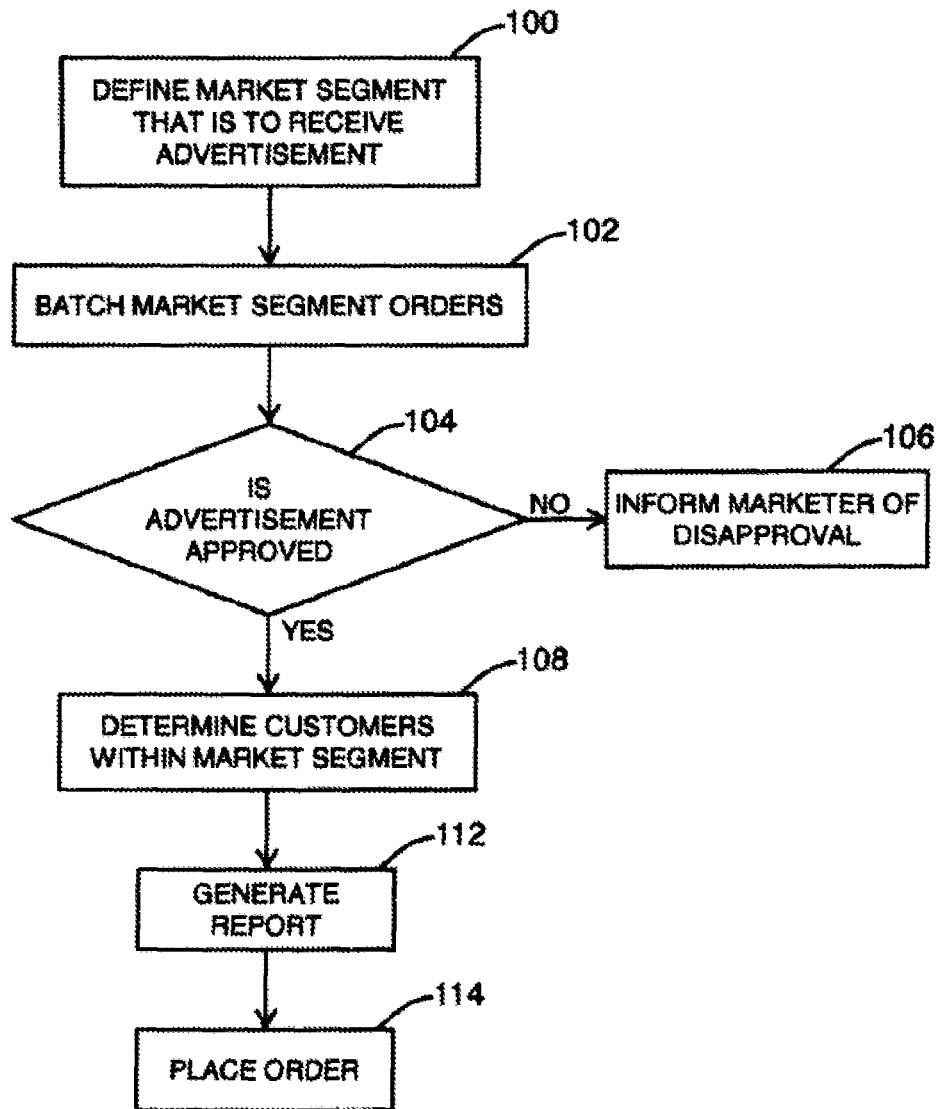 100
DEFINE MARKET SEGMENT
THAT IS TO RECEIVE
ADVERTISEMENT
102
BATCH MARKET SEGMENT ORDERS
104
IS
ADVERTISEMENT
APPROVED
NO
106
INFORM MARKETER OF
DISAPPROVAL
YES
108
DETERMINE CUSTOMERS
WITHIN MARKET SEGMENT
112
GENERATE
REPORT
114
PLACE ORDER